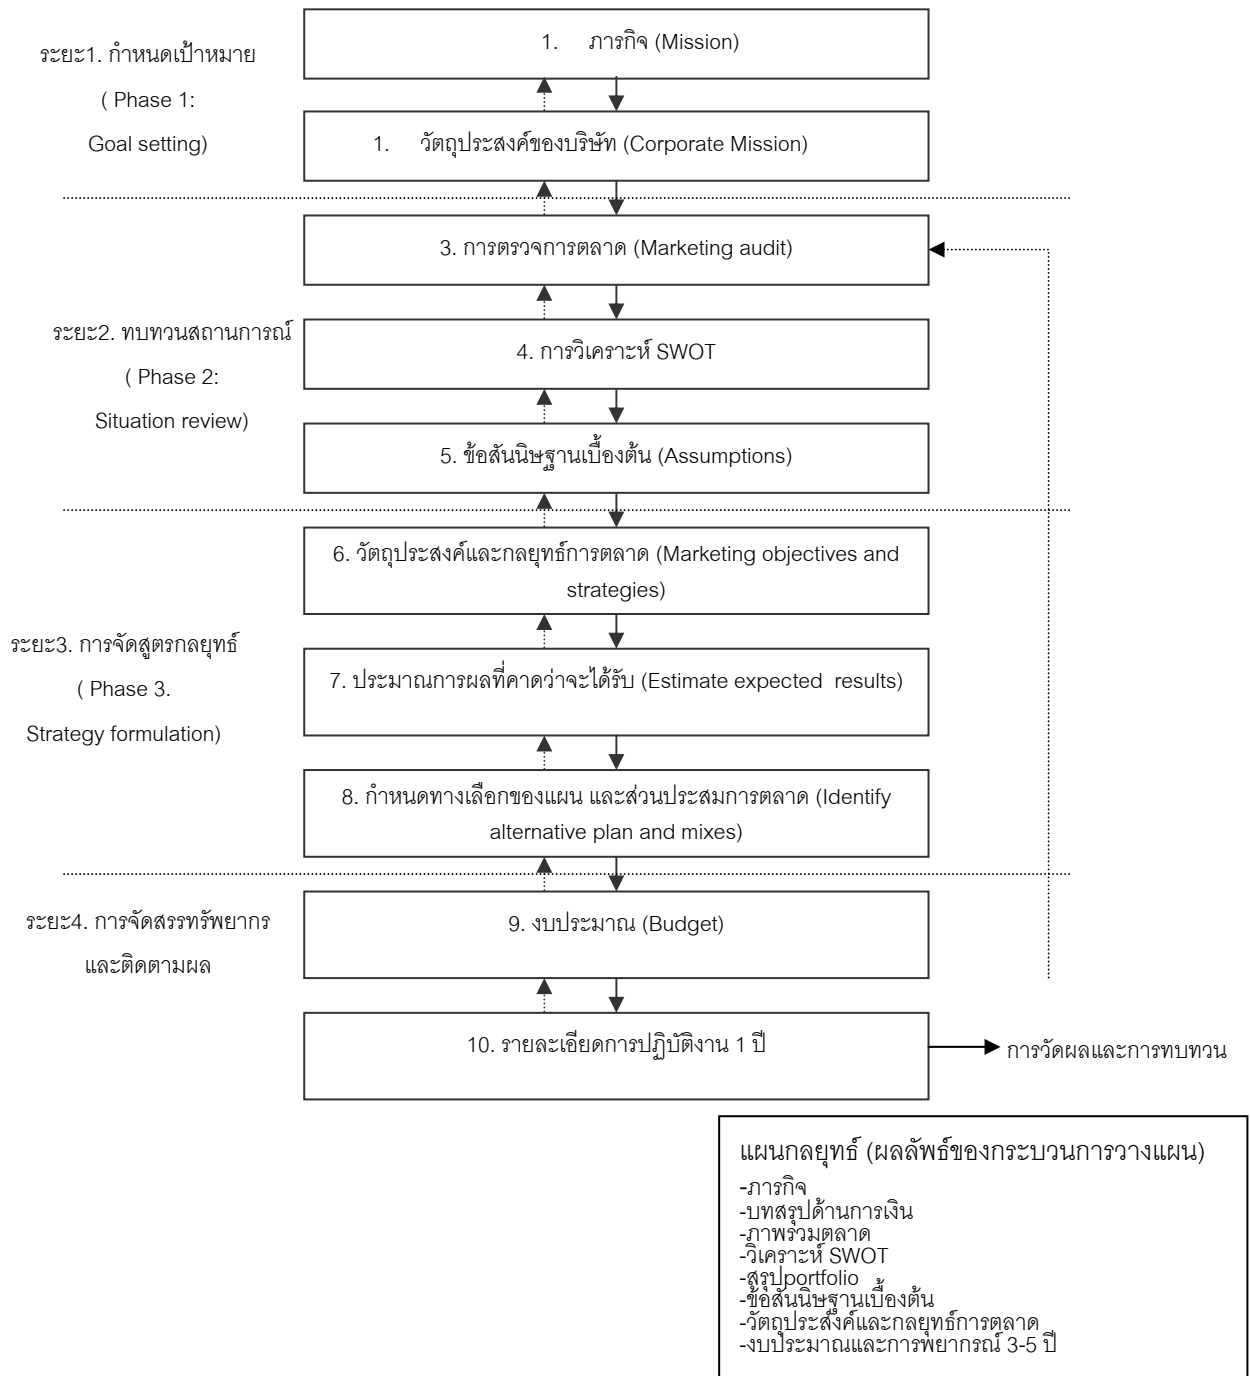 1. ภารกิจ (Mission)
ระยะ1. กำหนดเป้าหมาย
( Phase 1:
Goal setting)
1. วัตถุประสงค์ของบริษัท (Corporate Mission)
3. การตรวจการตลาด (Marketing audit)
ระยะ2. ทบทวนสถานการณ์
( Phase 2:
Situation review)
4. การวิเคราะห์ SWOT
5. ข้อสันนิษฐานเบื้องต้น (Assumptions)
6. วัตถุประสงค์และกลยุทธ์การตลาด (Marketing objectives and
strategies)
ระยะ3. การจัดสูตรกลยุทธ์
( Phase 3.
Strategy formulation)
7. ประมาณการผลที่คาดว่าจะได้รับ (Estimate expected results)
8. กำหนดทางเลือกของแผน และส่วนประสมการตลาด (Identify
alternative plan and mixes)
ระยะ4. การจัดสรรทรัพยากร
และติดตามผล
9. งบประมาณ (Budget)
10. รายละเอียดการปฏิบัติงาน 1 ปี
การวัดผลและการทบทวน
แผนกลยุทธ์ (ผลลัพธ์ของกระบวนการวางแผน)
-ภารกิจ
-บทสรุปด้านการเงิน
-ภาพรวมตลาด
-วิเคราะห์ SWOT
-สรุปportfolio
-ข้อสันนิษฐานเบื้องต้น
-วัตถุประสงค์และกลยุทธ์การตลาด
-งบประมาณและการพยากรณ์ 3-5 ปี